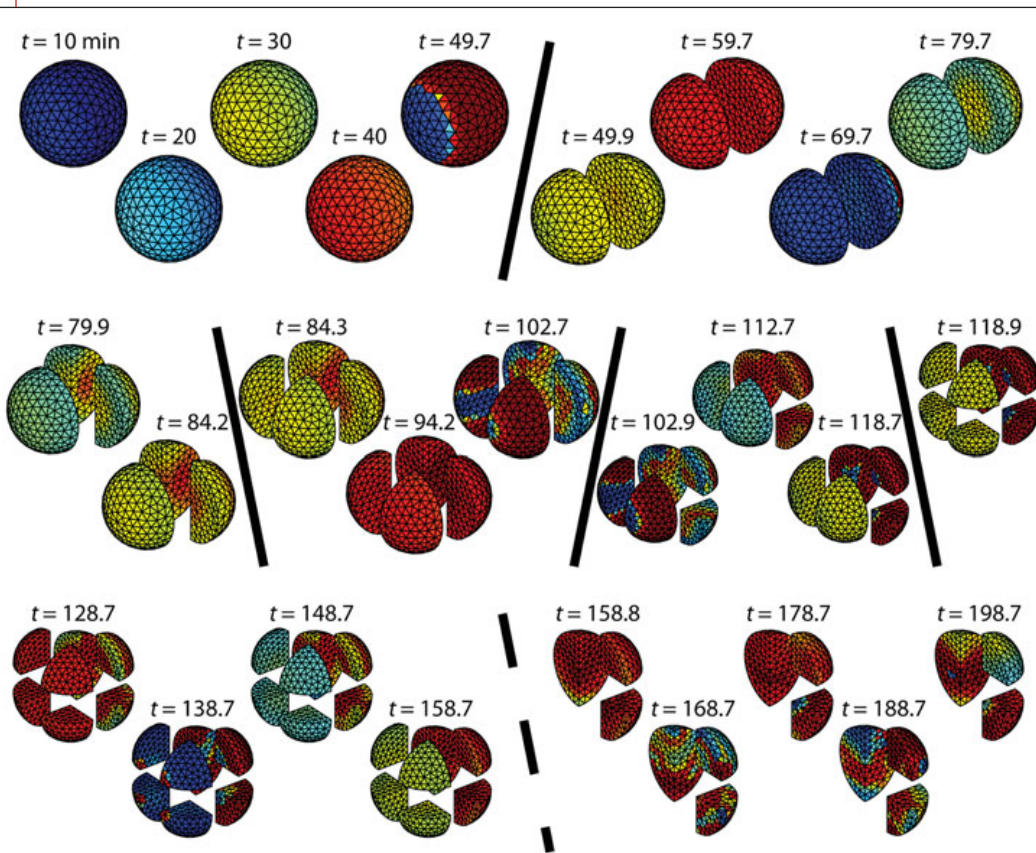 t = 10 min
t = 30
t = 49.7
t = 59.7
t = 79.7
t = 20
t = 40
t = 49.9
t = 69.7
t = 79.9
t = 84.3
t = 102.7
t = 112.7
t = 118.9
t = 84.2
t = 94.2
t = 102.9
t = 118.7
t = 128.7
t = 148.7
t = 158.8
t = 178.7
t = 198.7
t = 138.7
t = 158.7
t = 168.7
t = 188.7